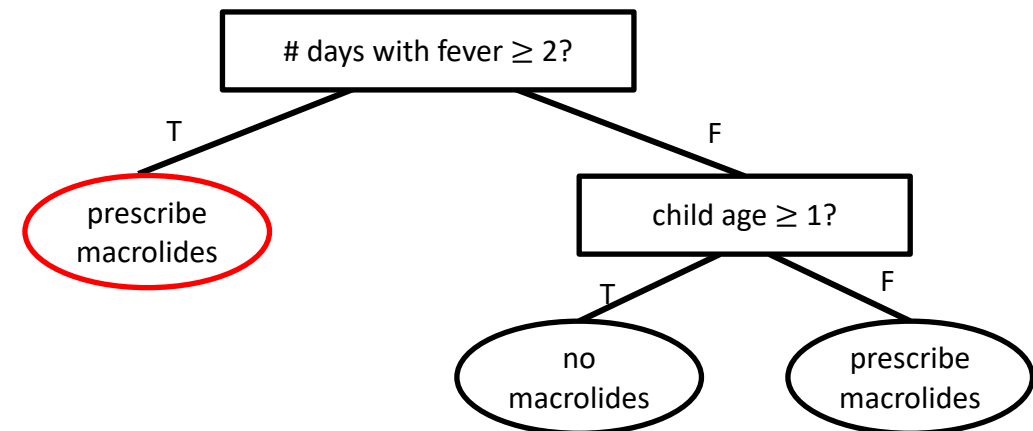 # days with fever ≥ 2?
T
F
prescribe
macrolides
child age ≥ 1?
T
F
no
macrolides
prescribe
macrolides